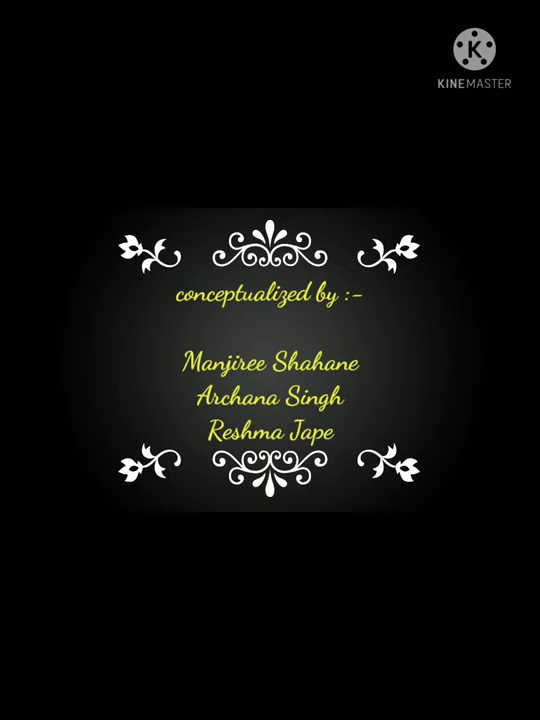 K
KINEMASTER
conceptualized by :-
Manjiree Shahane
Archana Singh
Reshma Jape